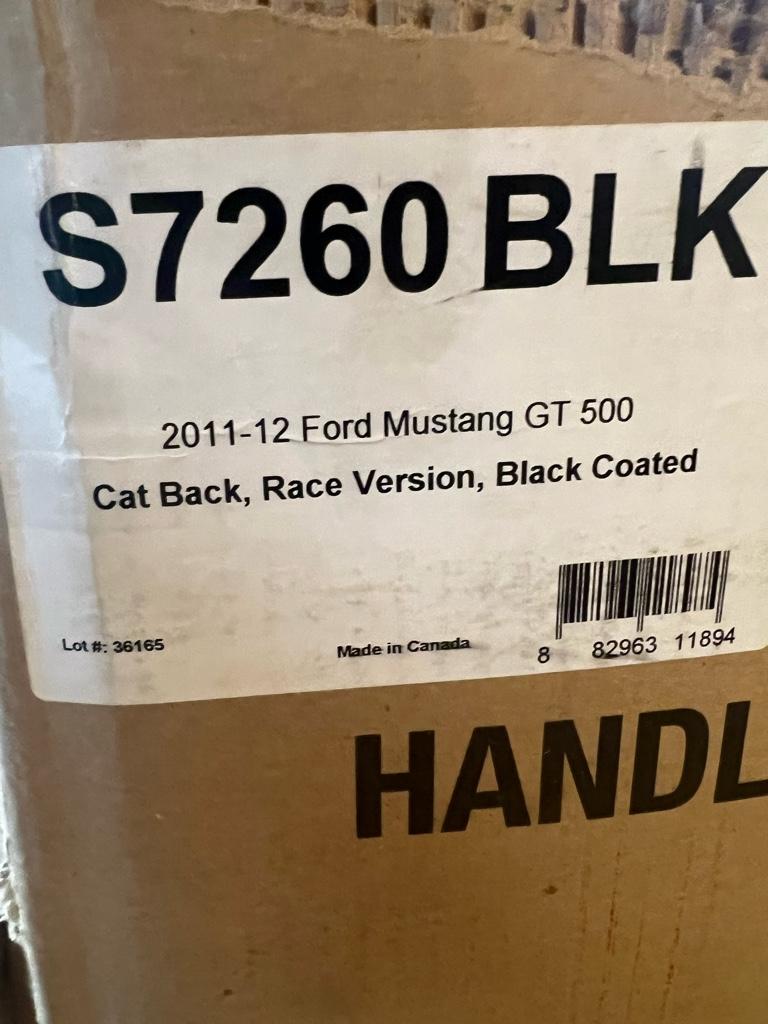 S7260 BLK
2011-12 Ford Mustang GT 500
Cat Back, Race Version, Black Coated
Lot #: 36165 Made in Canada 8 82963 11894
HANDL